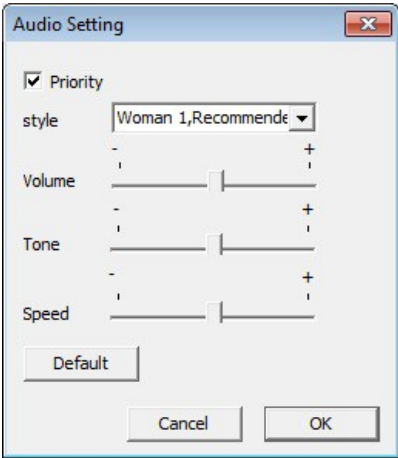 Audio Setting
Priority
style Woman 1,Recommende
- +
Volume
- +
Tone
- +
Speed
Default
Cancel OK